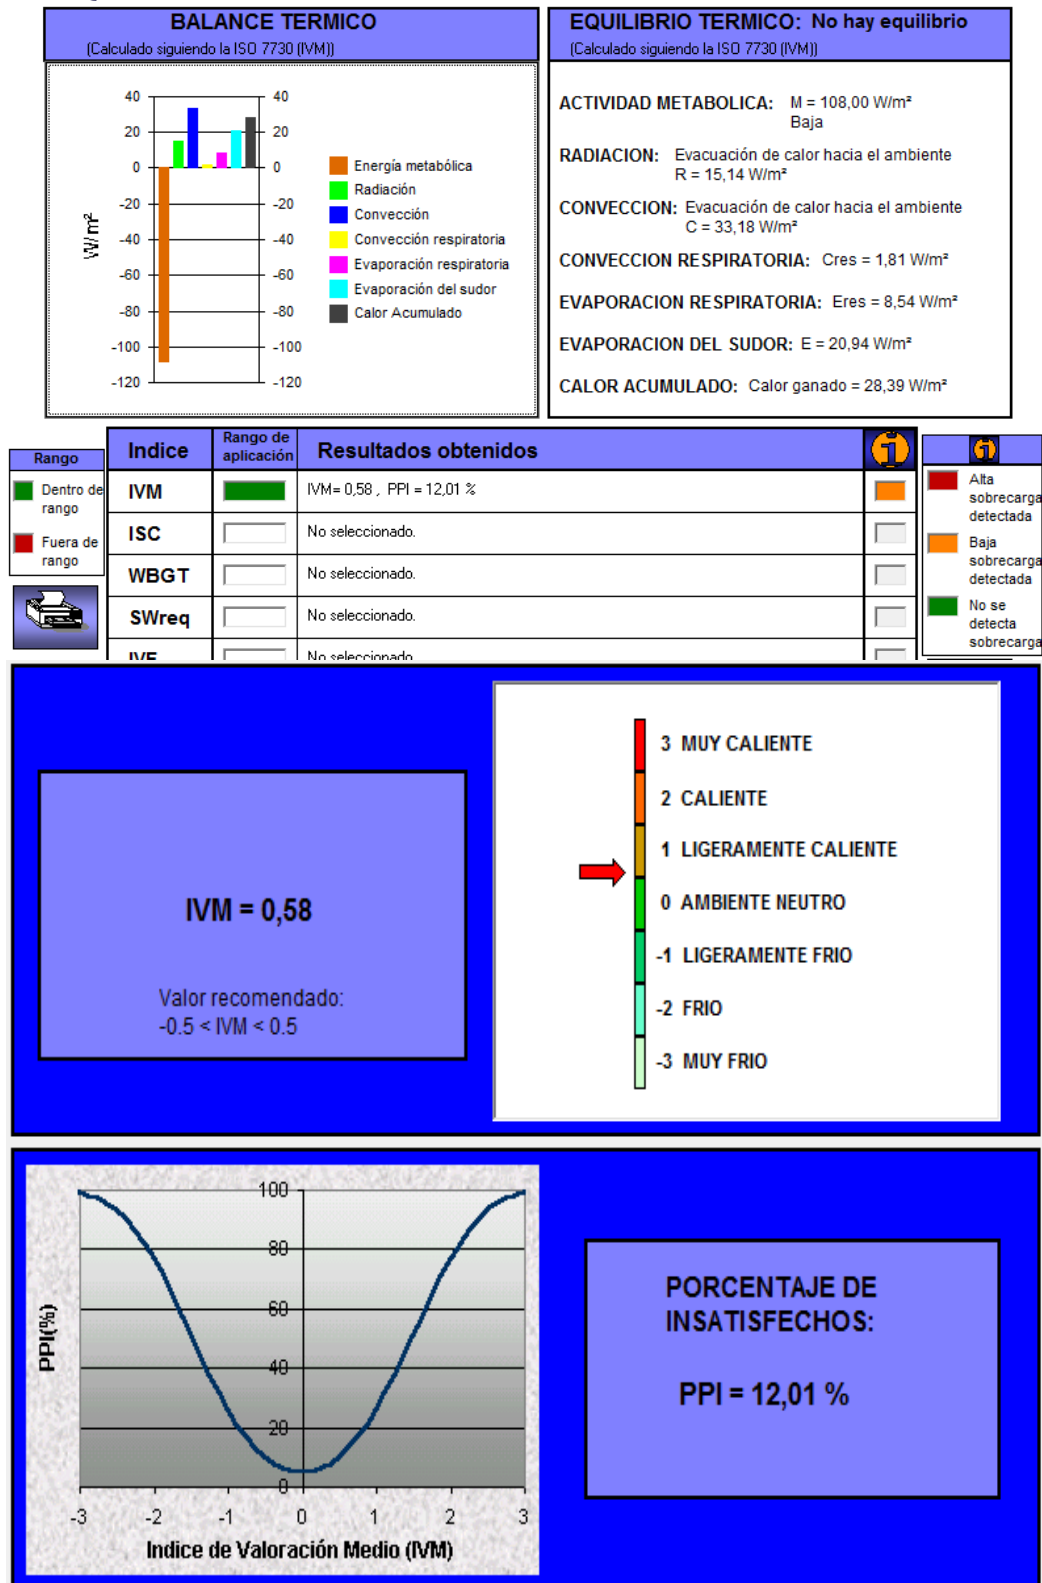 BALANCE TERMICO
(Calculado siguiendo la ISO 7730 (IVM))
40
20
0
-20
-40
-60
-80
-100
-120
40
20
0
-20
-40
-60
-80
-100
-120
W/m²
Energía metabólica
Radiación
Convección
Convección respiratoria
Evaporación respiratoria
Evaporación del sudor
Calor Acumulado
EQUILIBRIO TERMICO: No hay equilibrio
(Calculado siguiendo la ISO 7730 (IVM))
ACTIVIDAD METABOLICA: M = 108,00 W/m²
Baja
RADIACION: Evacuación de calor hacia el ambiente
R = 15,14 W/m²
CONVECCION: Evacuación de calor hacia el ambiente
C = 33,18 W/m²
CONVECCION RESPIRATORIA: Cres = 1,81 W/m²
EVAPORACION RESPIRATORIA: Eres = 8,54 W/m²
EVAPORACION DEL SUDOR: E = 20,94 W/m²
CALOR ACUMULADO: Calor ganado = 28,39 W/m²
Rango
Dentro de
rango
Fuera de
rango
Indice
Rango de
aplicación
Resultados obtenidos
i
IVM
IVM= 0,58 , PPI = 12,01 %
ISC
No seleccionado.
WBGT
No seleccionado.
SWreq
No seleccionado.
IVF
No seleccionado
i
Alta
sobrecarga
detectada
Baja
sobrecarga
detectada
No se
detecta
sobrecarga
IVM = 0,58
Valor recomendado:
-0.5 < IVM < 0.5
3 MUY CALIENTE
2 CALIENTE
1 LIGERAMENTE CALIENTE
0 AMBIENTE NEUTRO
-1 LIGERAMENTE FRIO
-2 FRIO
-3 MUY FRIO
PPI(%)
100
80
60
40
20
0
-3 -2 -1 0 1 2 3
Indice de Valoración Medio (IVM)
PORCENTAJE DE
INSATISFECHOS:
PPI = 12,01 %